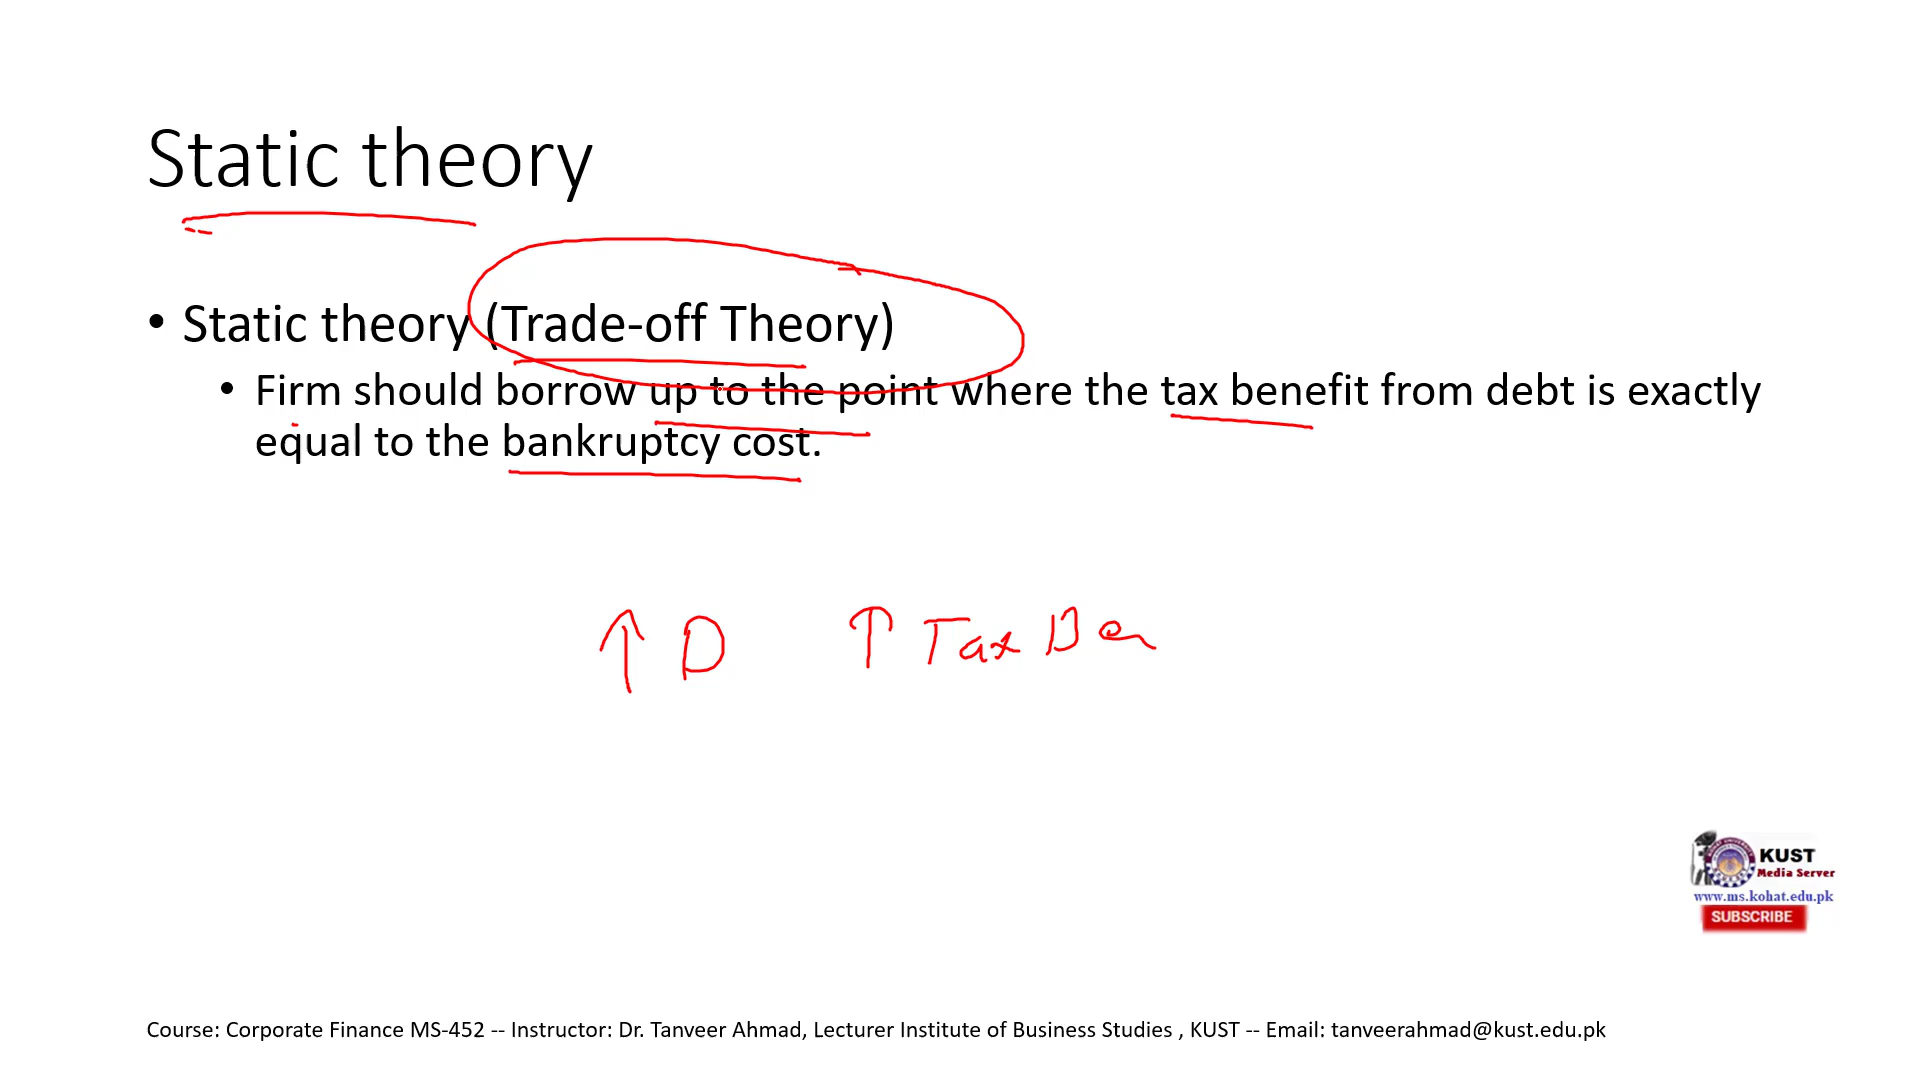 Static theory
• Static theory (Trade-off Theory)
• Firm should borrow up to the point where the tax benefit from debt is exactly
equal to the bankruptcy cost.
↑ D ↑ Tax Ben
KUST
Media Server
www.ms.kohat.edu.pk
SUBSCRIBE
Course: Corporate Finance MS-452 -- Instructor: Dr. Tanveer Ahmad, Lecturer Institute of Business Studies , KUST -- Email: tanveerahmad@kust.edu.pk